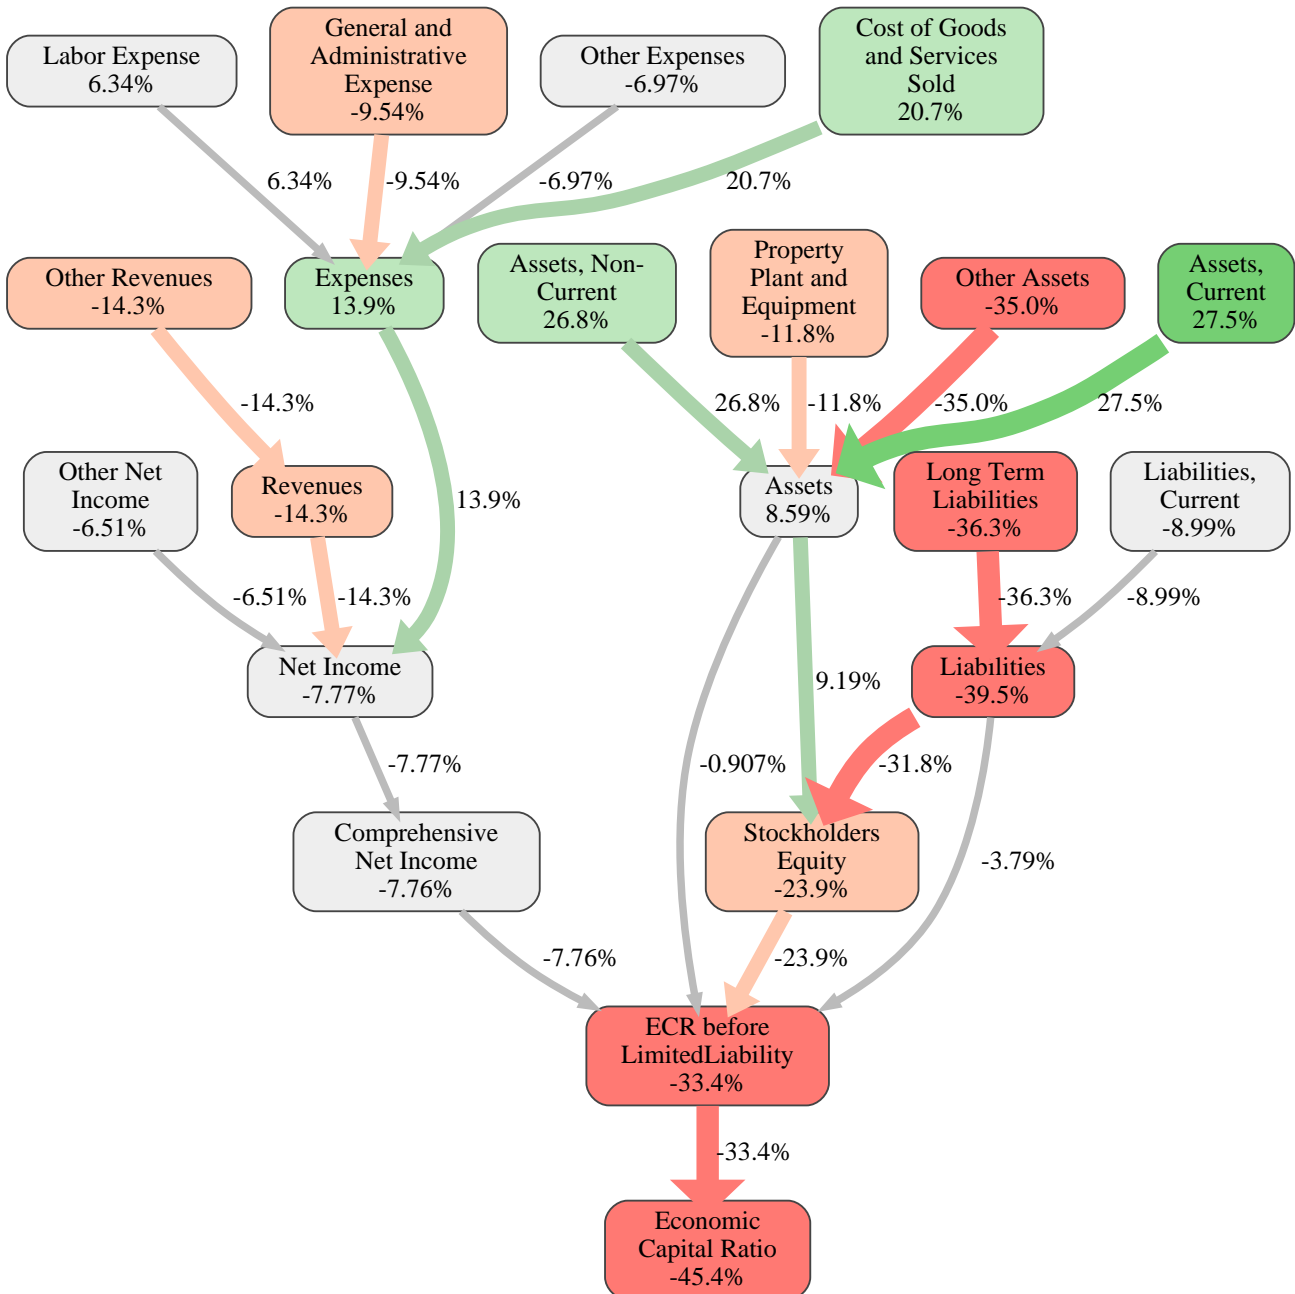 Labor Expense
6.34%
General and
Administrative
Expense
-9.54%
Other Expenses
-6.97%
Cost of Goods
and Services
Sold
20.7%
6.34%
-9.54%
-6.97%
20.7%
Other Revenues
-14.3%
Expenses
13.9%
Assets, Non-
Current
26.8%
Property
Plant and
Equipment
-11.8%
Other Assets
-35.0%
Assets,
Current
27.5%
-14.3%
26.8%
-11.8%
-35.0%
27.5%
Other Net
Income
-6.51%
Revenues
-14.3%
13.9%
Assets
8.59%
Long Term
Liabilities
-36.3%
Liabilities,
Current
-8.99%
-6.51%
-14.3%
-36.3%
-8.99%
Net Income
-7.77%
9.19%
Liabilities
-39.5%
-7.77%
-0.907%
-31.8%
Comprehensive
Net Income
-7.76%
Stockholders
Equity
-23.9%
-3.79%
-7.76%
-23.9%
ECR before
LimitedLiability
-33.4%
-33.4%
Economic
Capital Ratio
-45.4%